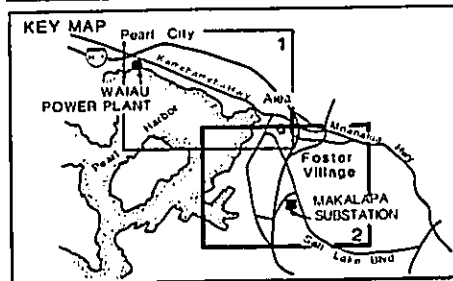 KEY MAP
Pearl City
1
H-1
Kamehameha Hwy
WAIAU
POWER PLANT
Aiea
Pearl Harbor
Moanalua Hwy
Foster
Village
MAKALAPA
SUBSTATION
2
Salt Lake Blvd